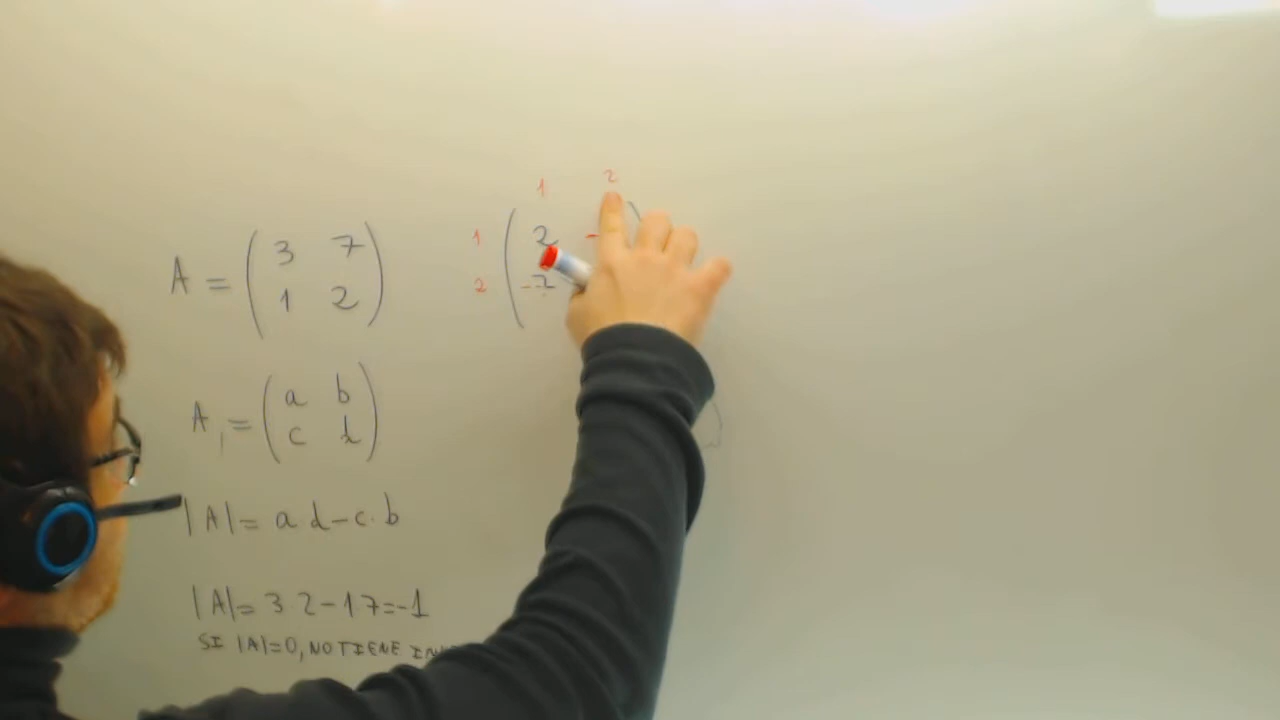 1 2
A = ( 3 7
1 2 )
1 ( 2 -
2 -7
A, = ( a b
c d )
|A| = a.d-c.b
|A|= 3.2-1.7=-1
SI |A|=0, NO TIENE